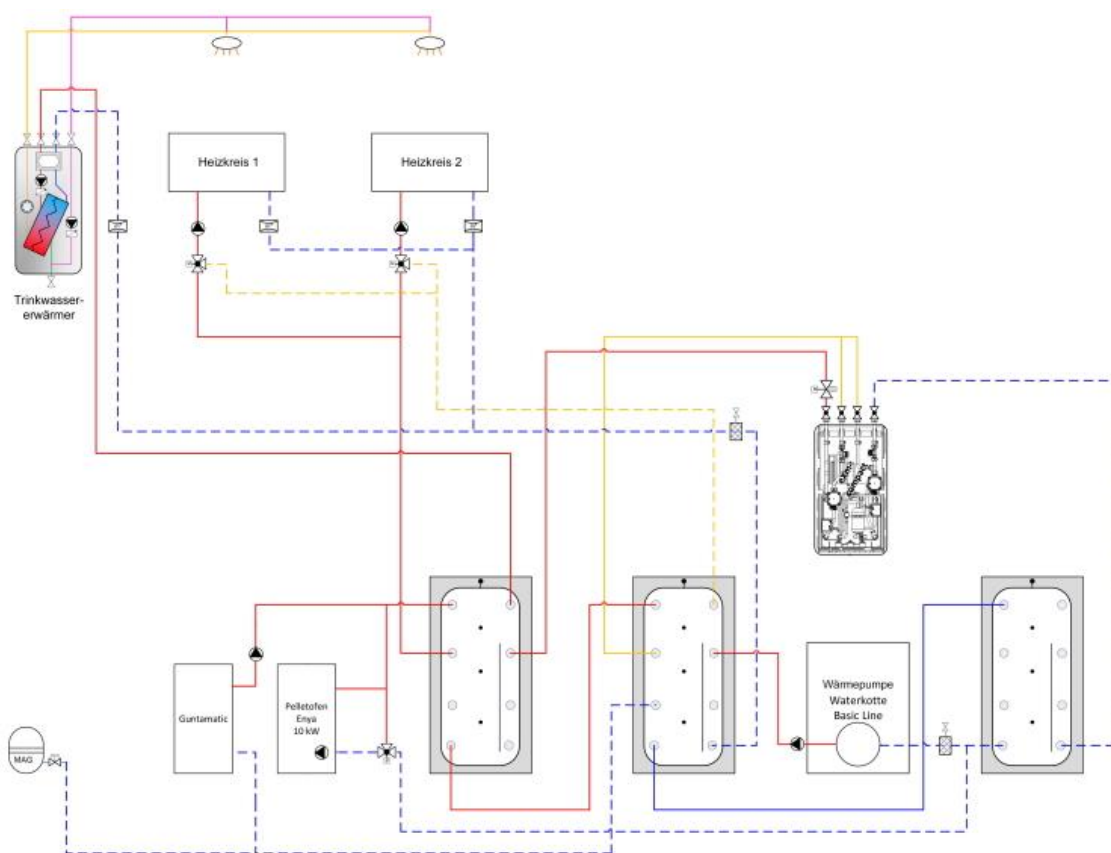 Heizkreis 1
Heizkreis 2
Trinkwasser-
erwärmer
Guntamatic
Pelletofen
Enya
10 kW
Wärmepumpe
Waterkotte
Basic Line
MAG